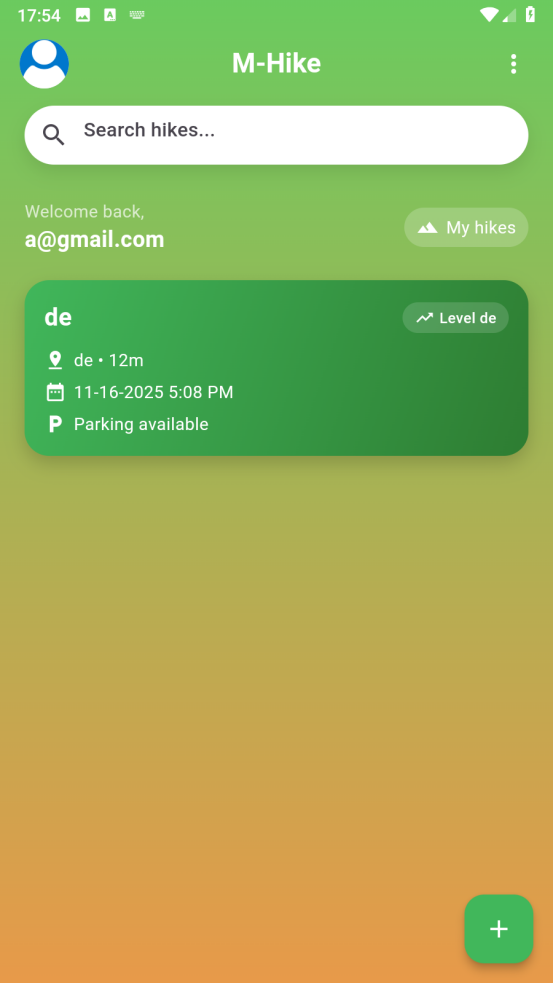 17:54
M-Hike
Search hikes...
Welcome back,
a@gmail.com
My hikes
de
Level de
de • 12m
11-16-2025 5:08 PM
P Parking available